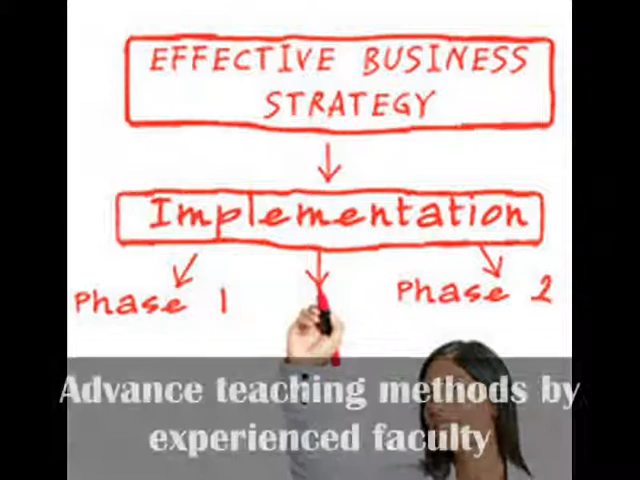 EFFECTIVE BUSINESS
STRATEGY
Implementation
Phase 1
Phase 2
Advance teaching methods by
experienced faculty